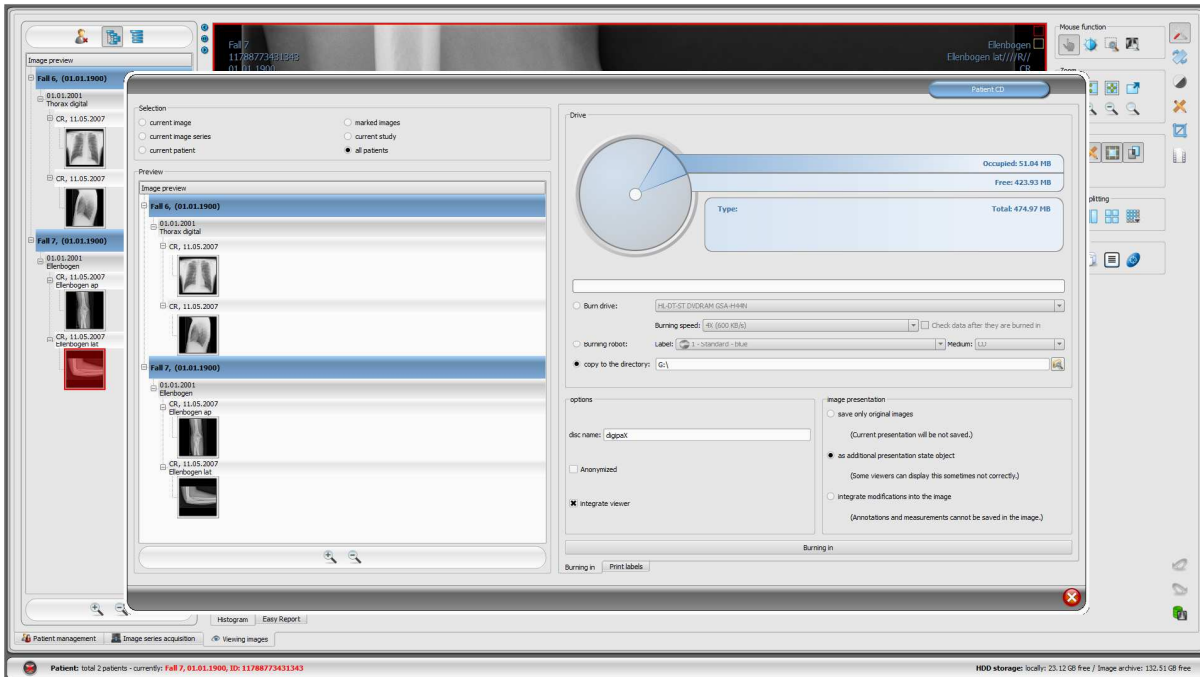 Image preview
Fall 6, (01.01.1900)
01.01.2001
Thorax digital
CR, 11.05.2007
CR, 11.05.2007
Fall 7, (01.01.1900)
01.01.2001
Ellenbogen
CR, 11.05.2007
Ellenbogen ap
CR, 11.05.2007
Ellenbogen lat
Fall 7
11788773431343
01.01.1900
Ellenbogen
Ellenbogen lat////R//
CR
Mouse function
Patient CD
Selection
current image
marked images
current image series
current study
current patient
all patients
Preview
Image preview
Fall 6, (01.01.1900)
01.01.2001
Thorax digital
CR, 11.05.2007
CR, 11.05.2007
Fall 7, (01.01.1900)
01.01.2001
Ellenbogen
CR, 11.05.2007
Ellenbogen ap
CR, 11.05.2007
Ellenbogen lat
Drive
Occupied: 51.04 MB
Free: 423.93 MB
Type: Total: 474.97 MB
Burn drive: HL-DT-ST DVDRAM GSA-H44N
Burning speed: 4X (600 KB/s) Check data after they are burned in
Burning robot: Label: 1 - Standard - blue Medium: CD
copy to the directory: G:\
options
disc name: digipaX
Anonymized
integrate viewer
image presentation
save only original images
(Current presentation will be not saved.)
as additional presentation state object
(Some viewers can display this sometimes not correctly.)
integrate modifications into the image
(Annotations and measurements cannot be saved in the image.)
Burning in
Burning in Print labels
Histogram Easy Report
Patient management Image series acquisition Viewing images
Patient: total 2 patients - currently: Fall 7, 01.01.1900, ID: 11788773431343
HDD storage: locally: 23.12 GB free / Image archive: 132.51 GB free